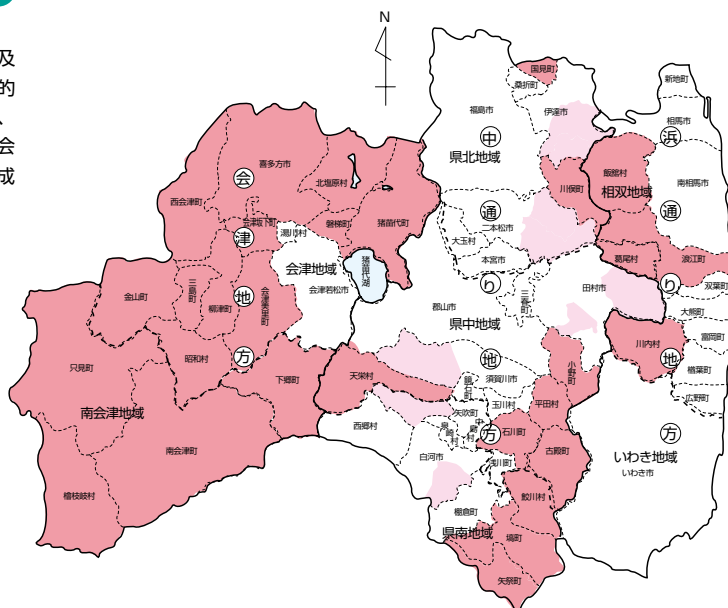 及
的
、
会
成
N
国見町
桑折町
新地町
福島市
伊達市
相馬市
中
浜
県北地域
喜多方市
飯舘村
会
北塩原村
川俣町
相双地域
南相馬市
西会津町
通
通
会津坂下町
磐梯町
猪苗代町
湯川村
津
二本松市
大玉村
葛尾村
浪江町
会津地域
猪苗代湖
本宮市
三島町
地
会津美里町
会津若松市
り
り
田村市
双葉町
金山町
柳津町
郡山市
三春町
大熊町
県中地域
富岡町
川内村
昭和村
方
地
地
只見町
下郷町
天栄村
小野町
楢葉町
鏡石町
須賀川市
広野町
南会津地域
玉川村
平田村
矢吹町
西郷村
泉崎村
中島村
方
石川町
方
南会津町
白河市
浅川町
古殿町
いわき地域
いわき市
檜枝岐村
鮫川村
棚倉町
県南地域
塙町
矢祭町